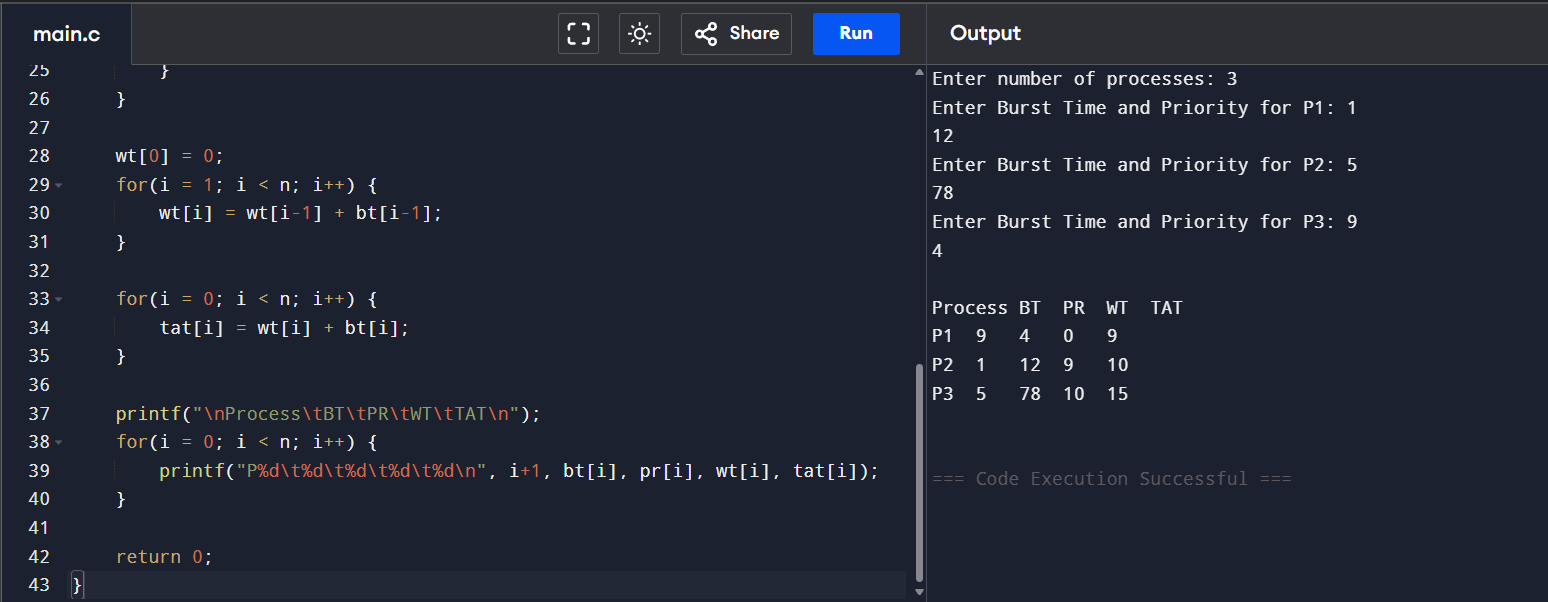 main.c
Share
Run
Output
25 }
26 }
27
28 wt[0] = 0;
29 for(i = 1; i < n; i++) {
30 wt[i] = wt[i-1] + bt[i-1];
31 }
32
33 for(i = 0; i < n; i++) {
34 tat[i] = wt[i] + bt[i];
35 }
36
37 printf("\nProcess\tBT\tPR\tWT\tTAT\n");
38 for(i = 0; i < n; i++) {
39 printf("P%d\t%d\t%d\t%d\t%d\n", i+1, bt[i], pr[i], wt[i], tat[i]);
40 }
41
42 return 0;
43 }
Enter number of processes: 3
Enter Burst Time and Priority for P1: 1
12
Enter Burst Time and Priority for P2: 5
78
Enter Burst Time and Priority for P3: 9
4
Process BT PR WT TAT
P1 9 4 0 9
P2 1 12 9 10
P3 5 78 10 15
=== Code Execution Successful ===